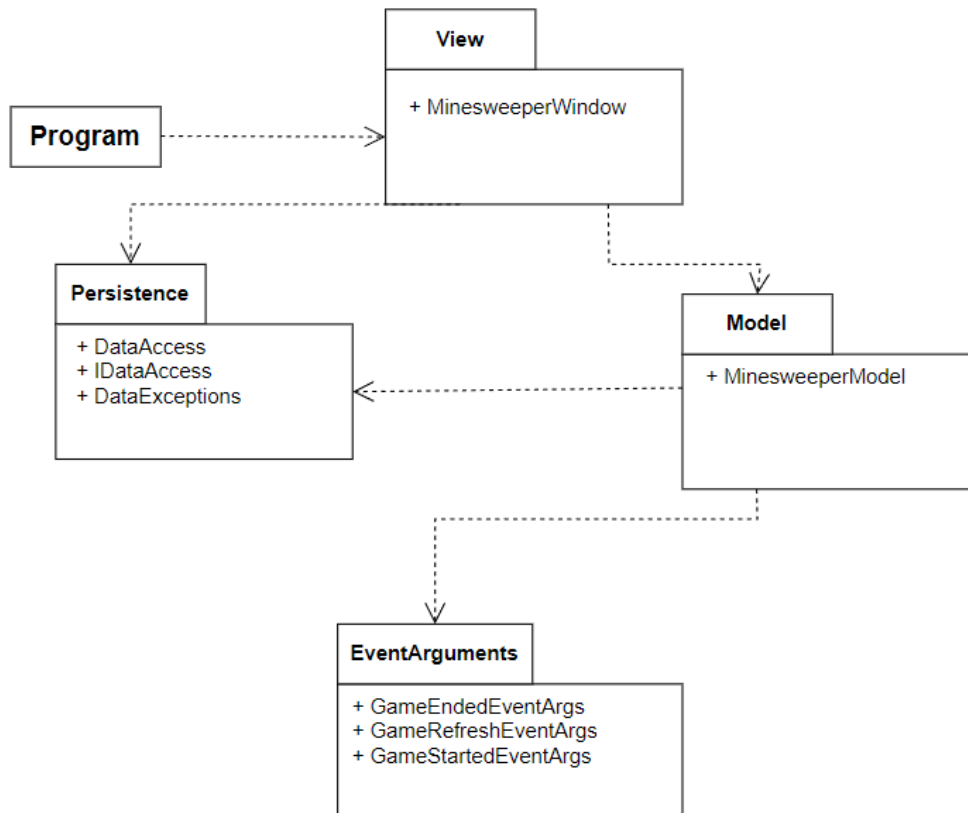 View
+ MinesweeperWindow
Program
Persistence
+ DataAccess
+ IDataAccess
+ DataExceptions
Model
+ MinesweeperModel
EventArguments
+ GameEndedEventArgs
+ GameRefreshEventArgs
+ GameStartedEventArgs